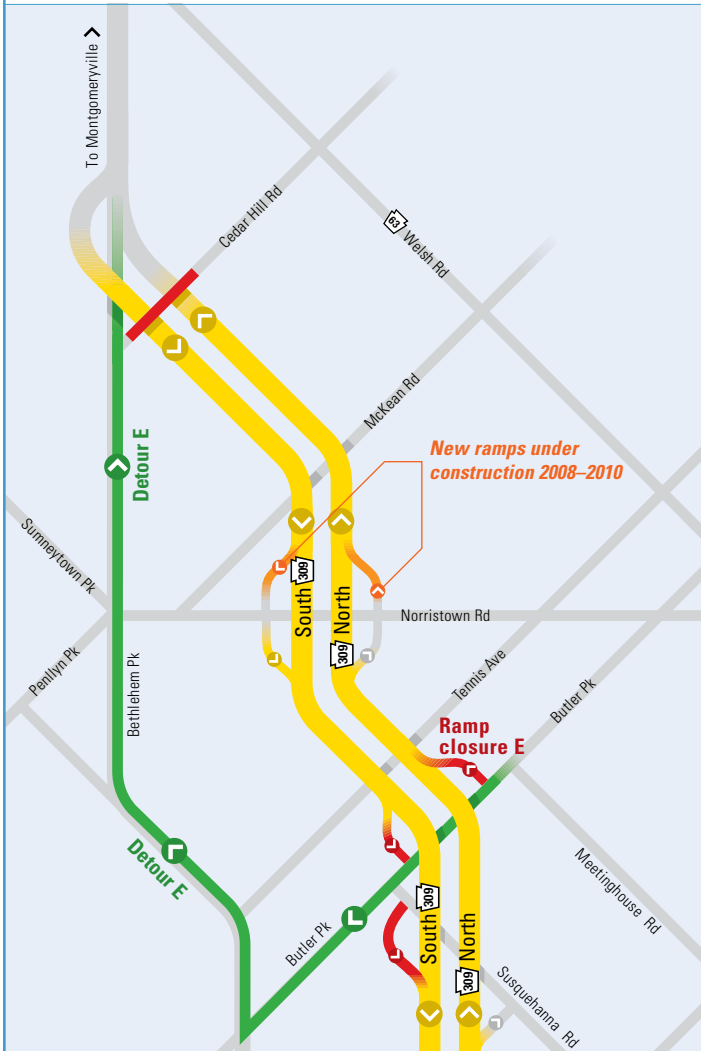 To Montgomeryville
Cedar Hill Rd
63
Welsh Rd
McKean Rd
New ramps under
construction 2008–2010
Detour E
Sumneytown Pk
309
South
North
309
Norristown Rd
Penllyn Pk
Bethlehem Pk
Tennis Ave
Butler Pk
Ramp
closure E
Detour E
Meetinghouse Rd
Butler Pk
309
South
North
309
Susquehanna Rd